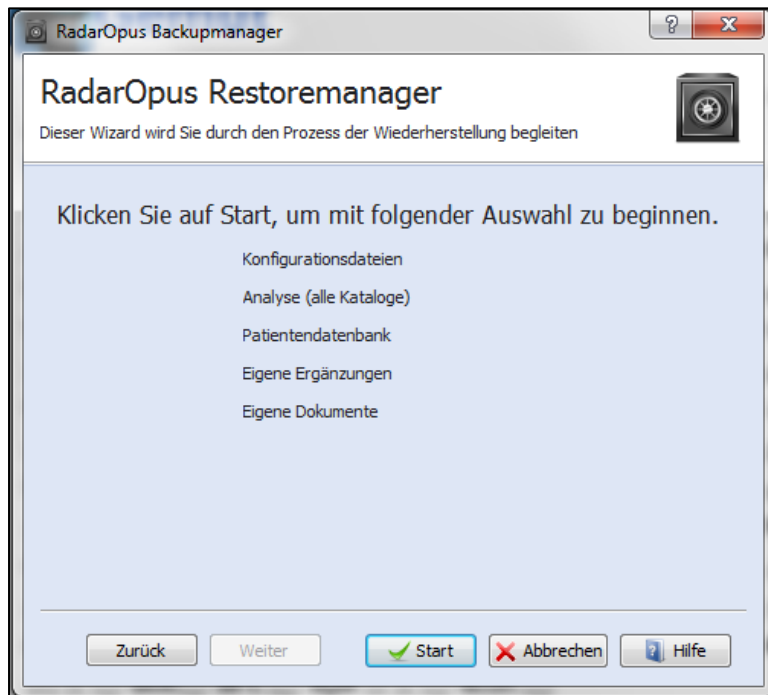 RadarOpus Backupmanager
RadarOpus Restoremanager
Dieser Wizard wird Sie durch den Prozess der Wiederherstellung begleiten
Klicken Sie auf Start, um mit folgender Auswahl zu beginnen.
Konfigurationsdateien
Analyse (alle Kataloge)
Patientendatenbank
Eigene Ergänzungen
Eigene Dokumente
Zurück Weiter Start Abbrechen Hilfe